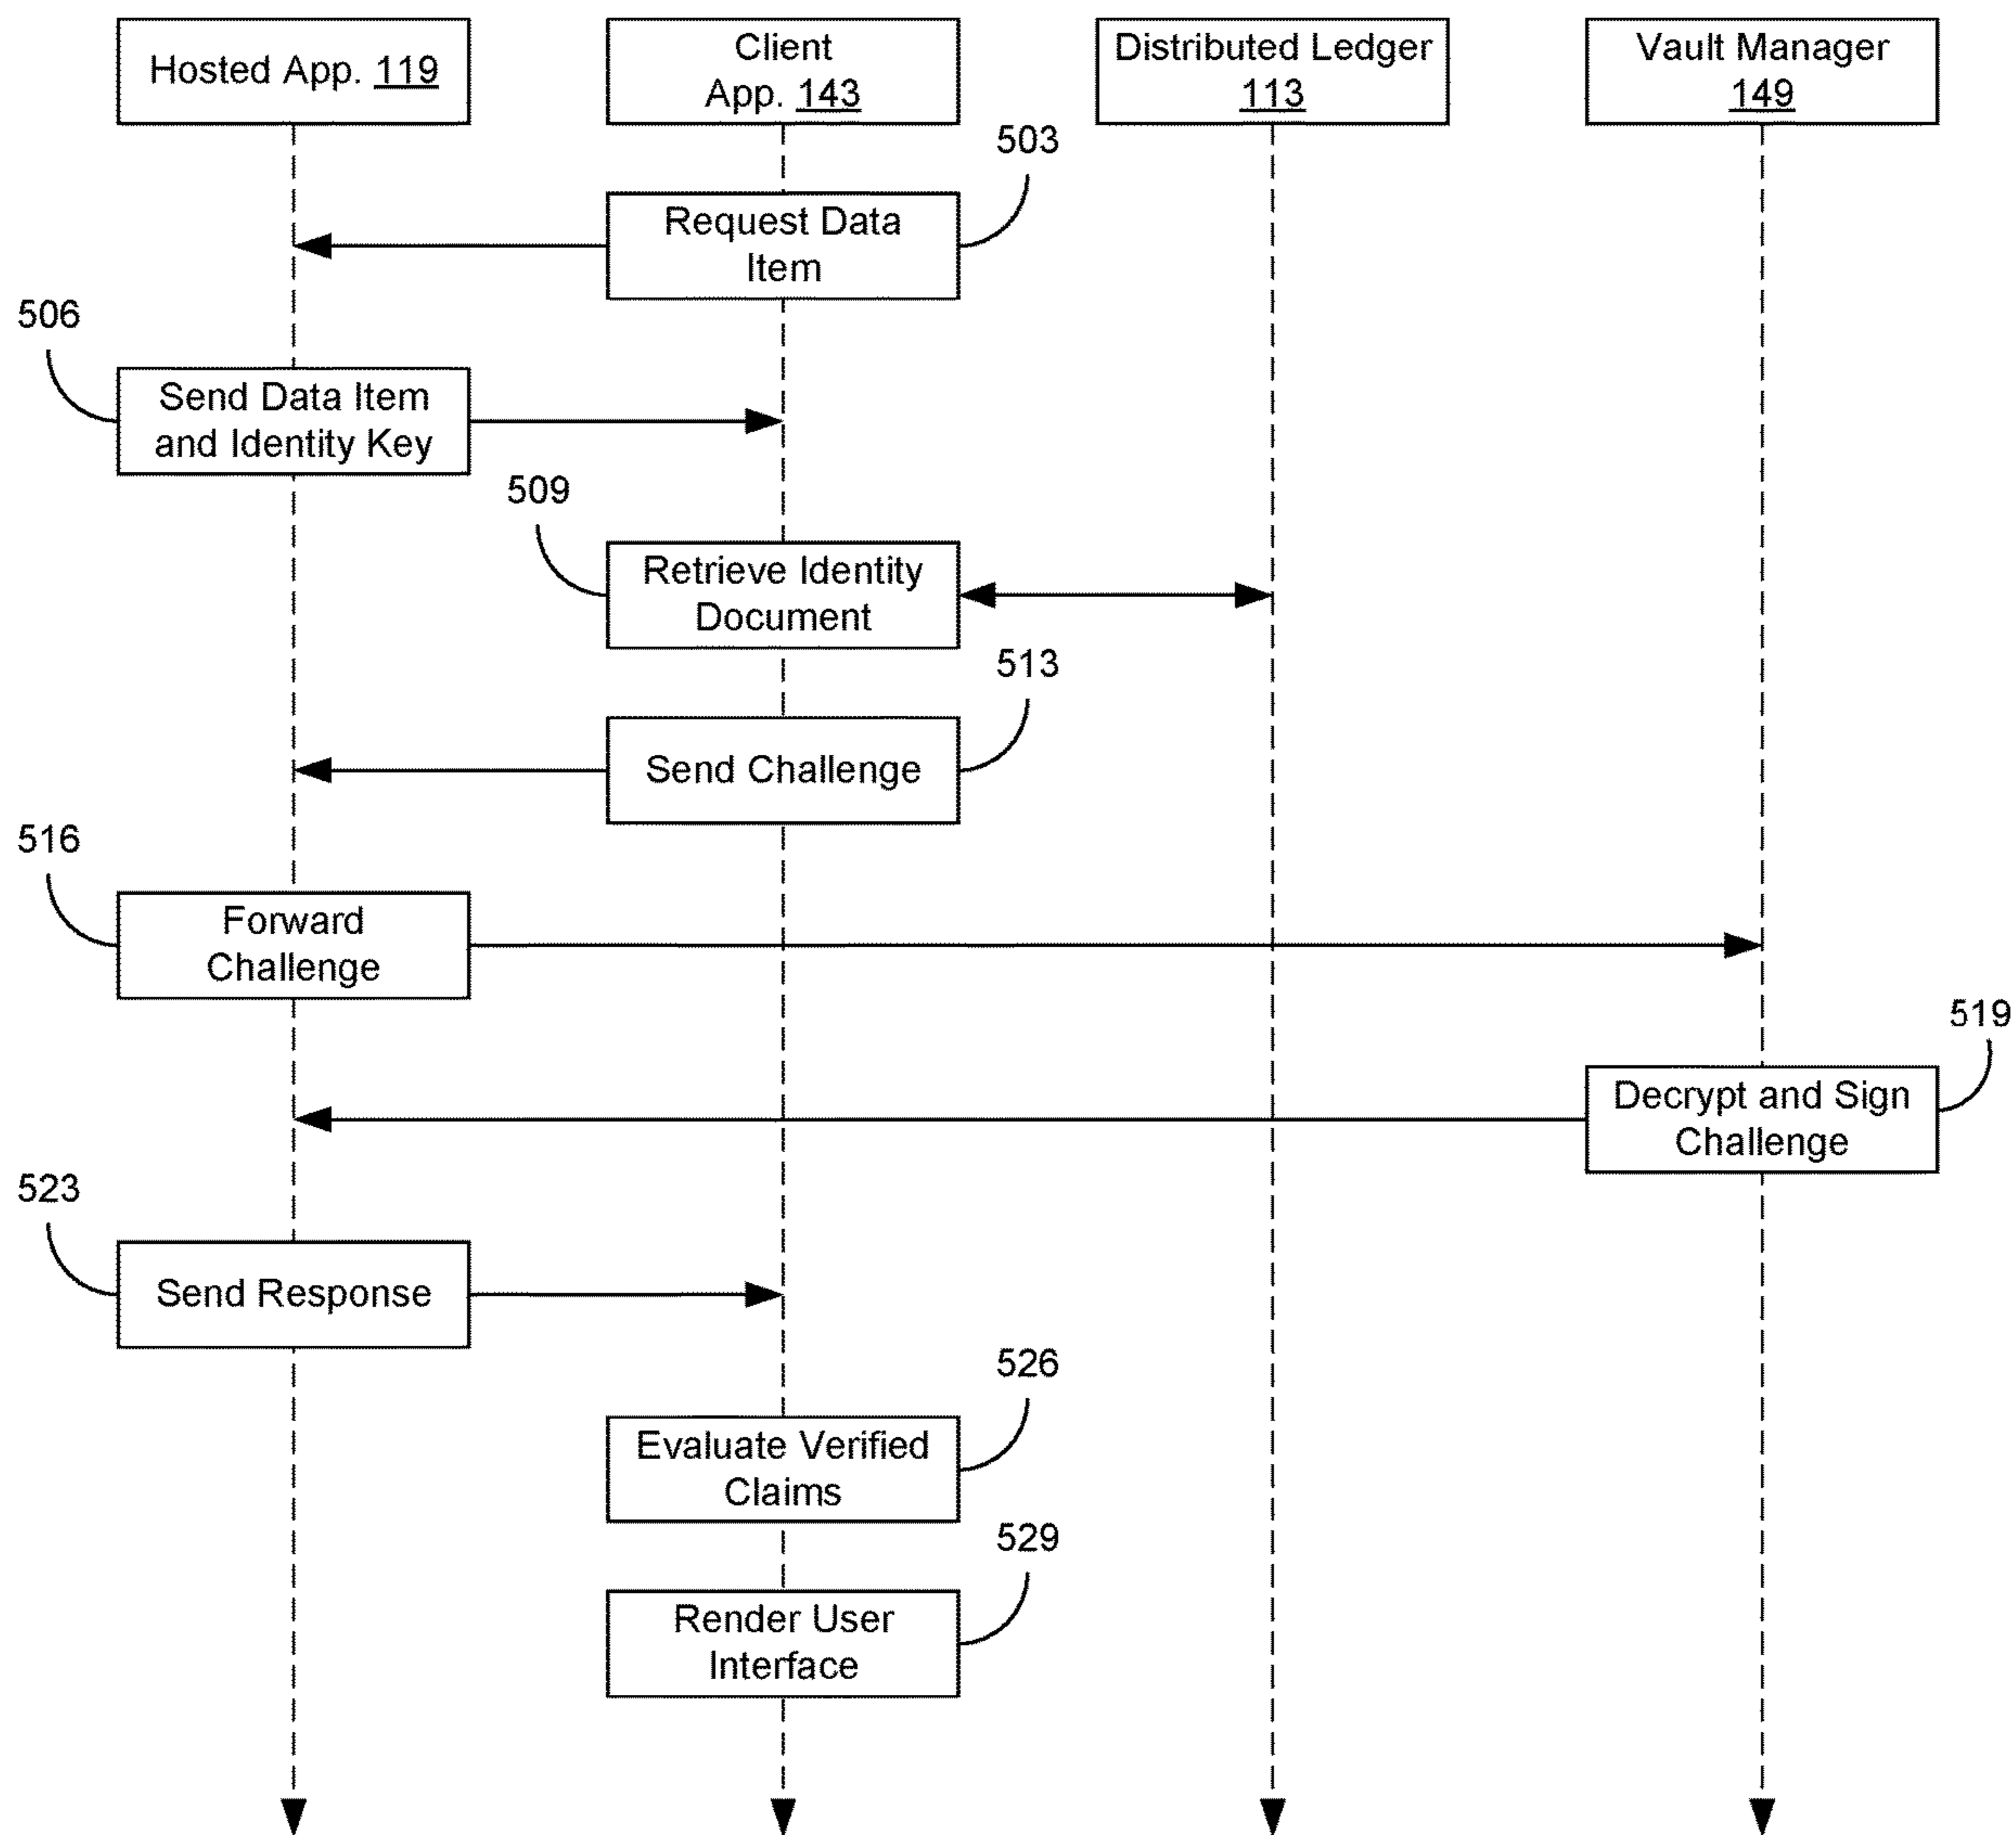 Hosted App. 119
Client
App. 143
Distributed Ledger
113
Vault Manager
149
503
Request Data
Item
506
Send Data Item
and Identity Key
509
Retrieve Identity
Document
513
Send Challenge
516
Forward
Challenge
519
Decrypt and Sign
Challenge
523
Send Response
526
Evaluate Verified
Claims
529
Render User
Interface